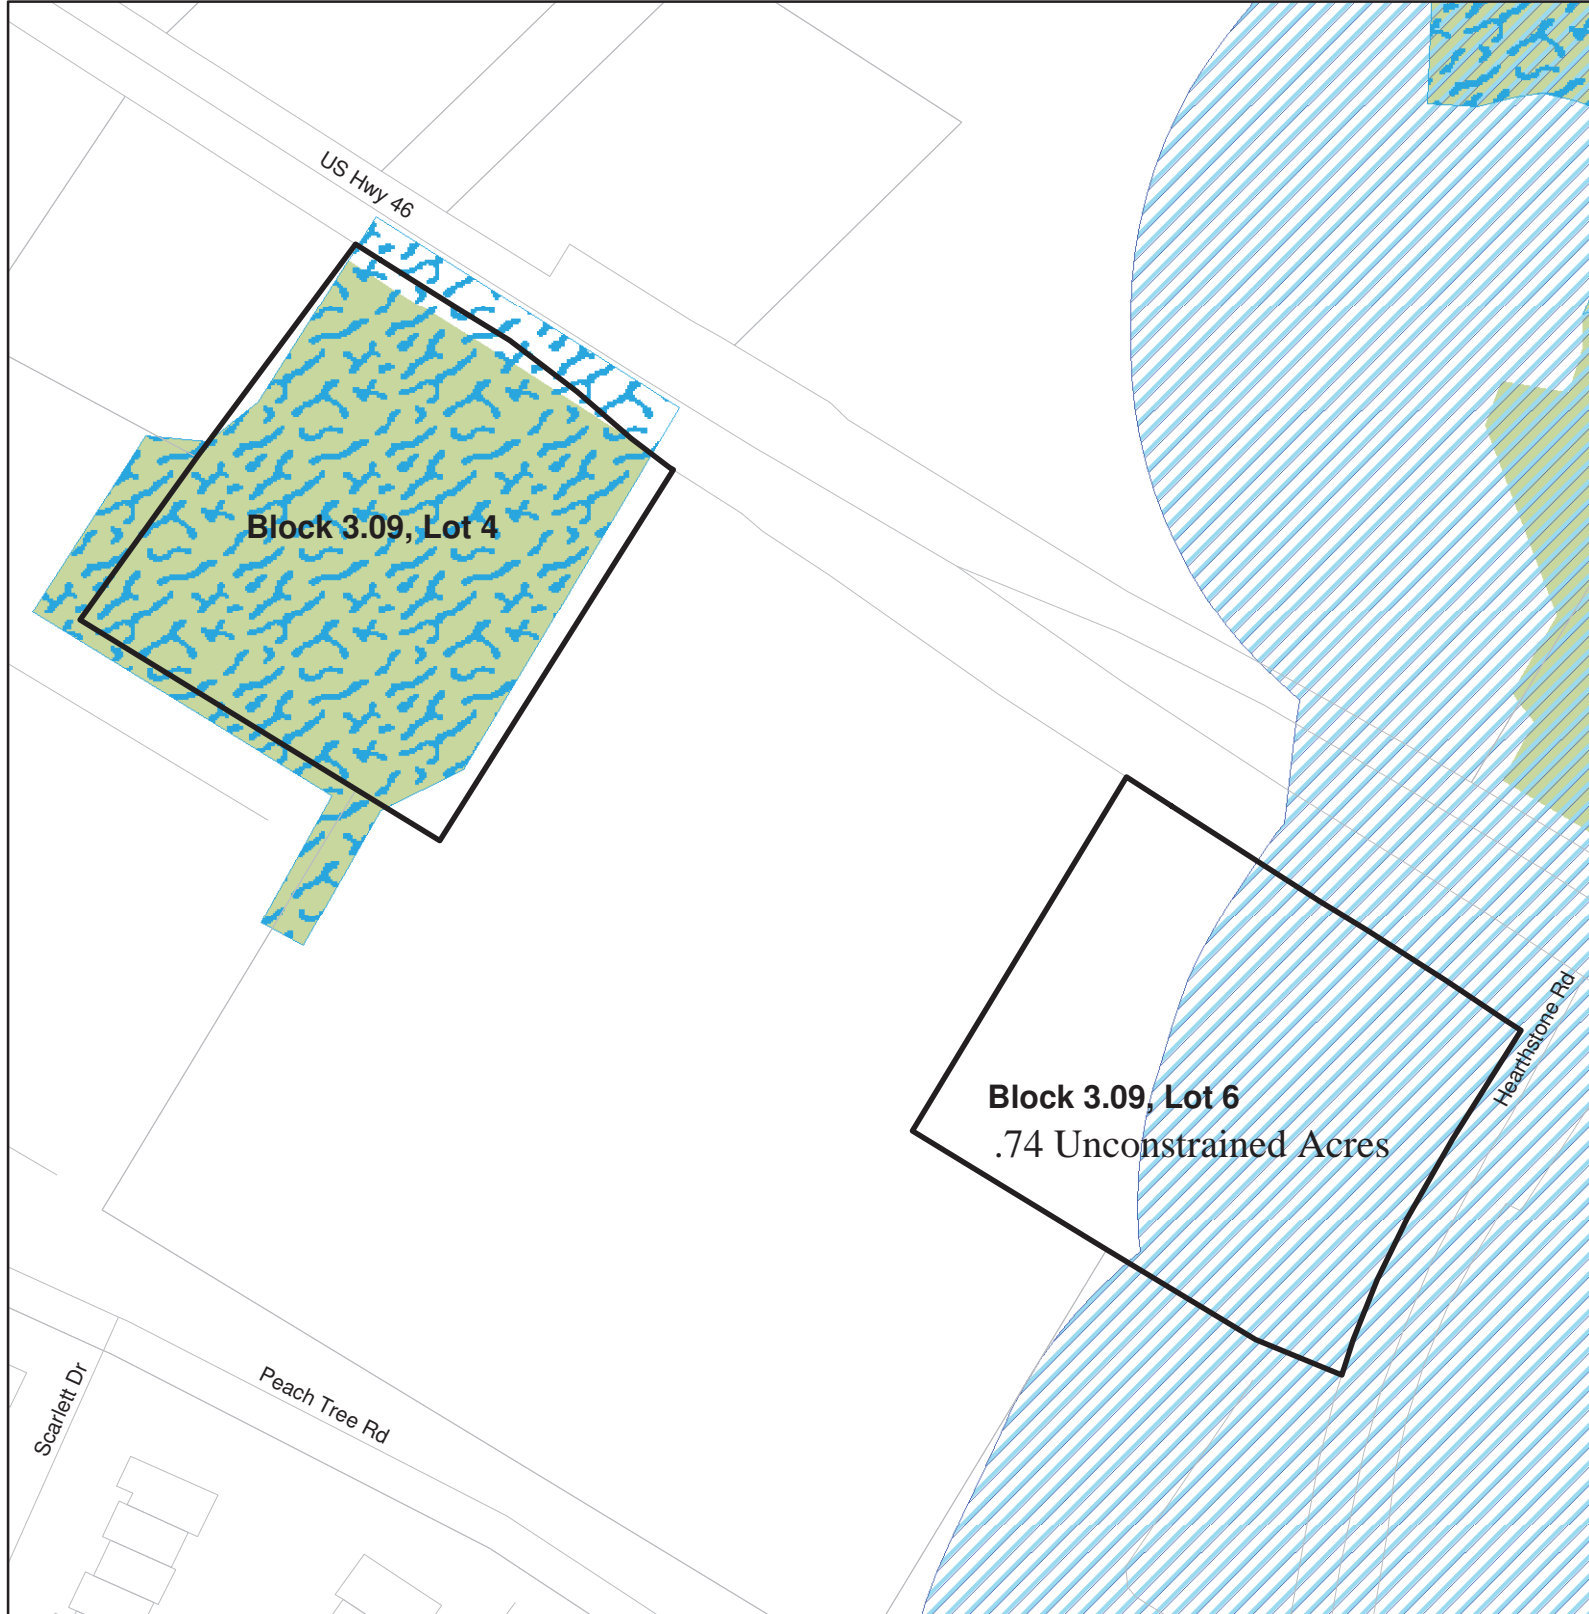 US Hwy 46
Block 3.09, Lot 4
Hearthstone Rd
Block 3.09, Lot 6
.74 Unconstrained Acres
Peach Tree Rd
Scarlett Dr